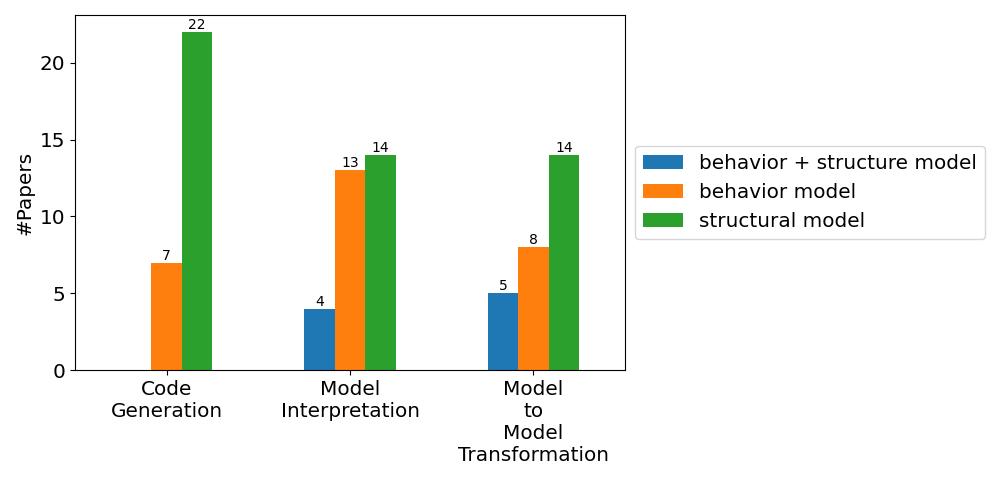 #Papers
20
15
10
5
0
7
22
4
13
14
5
8
14
Code
Generation
Model
Interpretation
Model
to
Model
Transformation
behavior + structure model
behavior model
structural model